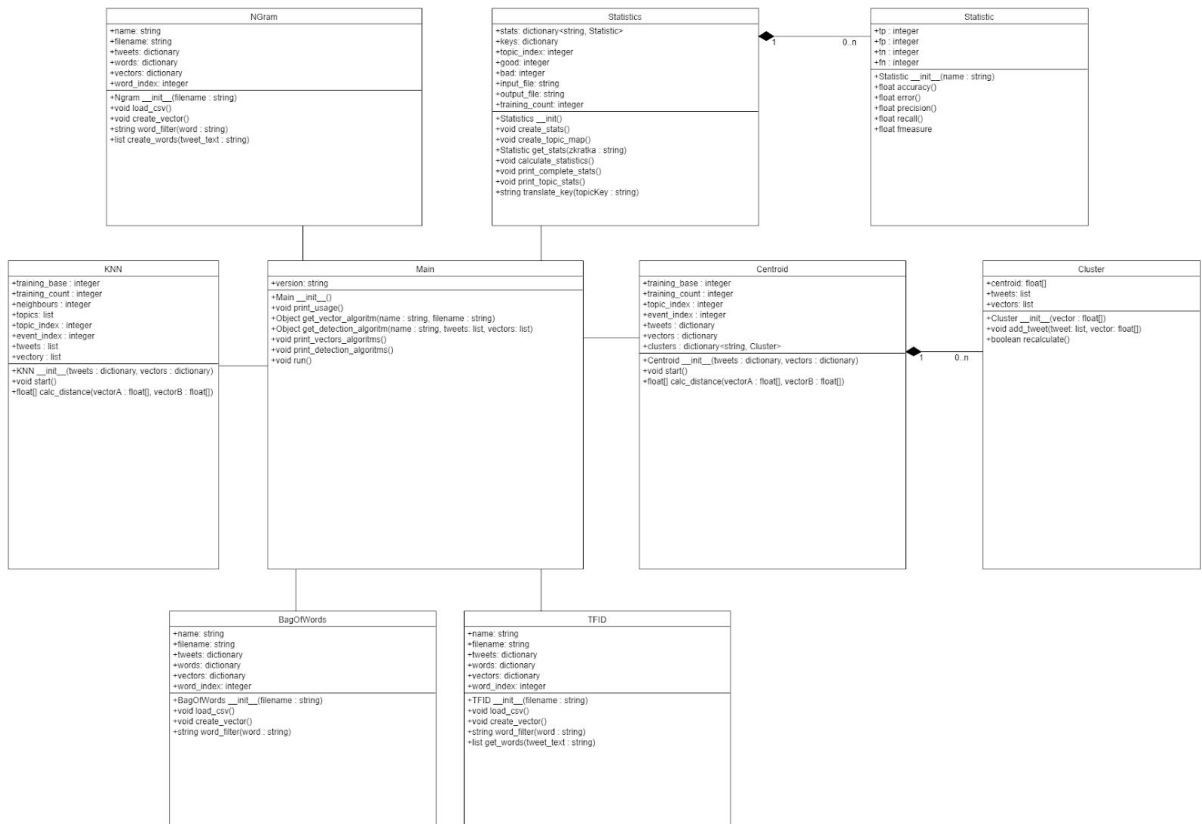 NGram
+name: string
+filename: string
+tweets: dictionary
+words: dictionary
+vectors: dictionary
+word_index: integer
+Ngram __init__(filename : string)
+void load_csv()
+void create_vector()
+string word_filter(word : string)
+list create_words(tweet_text : string)
Statistics
+stats: dictionary<string, Statistic>
+keys: dictionary
+topic_index: integer
+good: integer
+bad: integer
+input_file: string
+output_file: string
+training_count: integer
+Statistics __init()
+void create_stats()
+void create_topic_map()
+Statistic get_stats(zkratka : string)
+void calculate_statistics()
+void print_complete_stats()
+void print_topic_stats()
+string translate_key(topicKey : string)
1
0..n
Statistic
+tp : integer
+fp : integer
+tn : integer
+fn : integer
+Statistic __init__(name : string)
+float accuracy()
+float error()
+float precision()
+float recall()
+float fmeasure
KNN
+training_base : integer
+training_count : integer
+neighbours : integer
+topics: list
+topic_index : integer
+event_index : integer
+tweets : list
+vectory : list
+KNN __init__(tweets : dictionary, vectors : dictionary)
+void start()
+float[] calc_distance(vectorA : float[], vectorB : float[])
Main
+version: string
+Main __init__()
+void print_usage()
+Object get_vector_algoritm(name : string, filename : string)
+Object get_detection_algoritm(name : string, tweets: list, vectors: list)
+void print_vectors_algoritms()
+void print_detection_algoritms()
+void run()
Centroid
+training_base : integer
+training_count : integer
+topic_index : integer
+event_index : integer
+tweets : dictionary
+vectors : dictionary
+clusters : dictionary<string, Cluster>
+Centroid __init__(tweets : dictionary, vectors : dictionary)
+void start()
+float[] calc_distance(vectorA : float[], vectorB : float[])
1
0..n
Cluster
+centroid: float[]
+tweets: list
+vectors: list
+Cluster __init__(vector : float[])
+void add_tweet(tweet: list, vector: float[])
+boolean recalculate()
BagOfWords
+name: string
+filename: string
+tweets: dictionary
+words: dictionary
+vectors: dictionary
+word_index: integer
+BagOfWords __init__(filename : string)
+void load_csv()
+void create_vector()
+string word_filter(word : string)
TFID
+name: string
+filename: string
+tweets: dictionary
+words: dictionary
+vectors: dictionary
+word_index: integer
+TFID __init__(filename : string)
+void load_csv()
+void create_vector()
+string word_filter(word : string)
+list get_words(tweet_text : string)